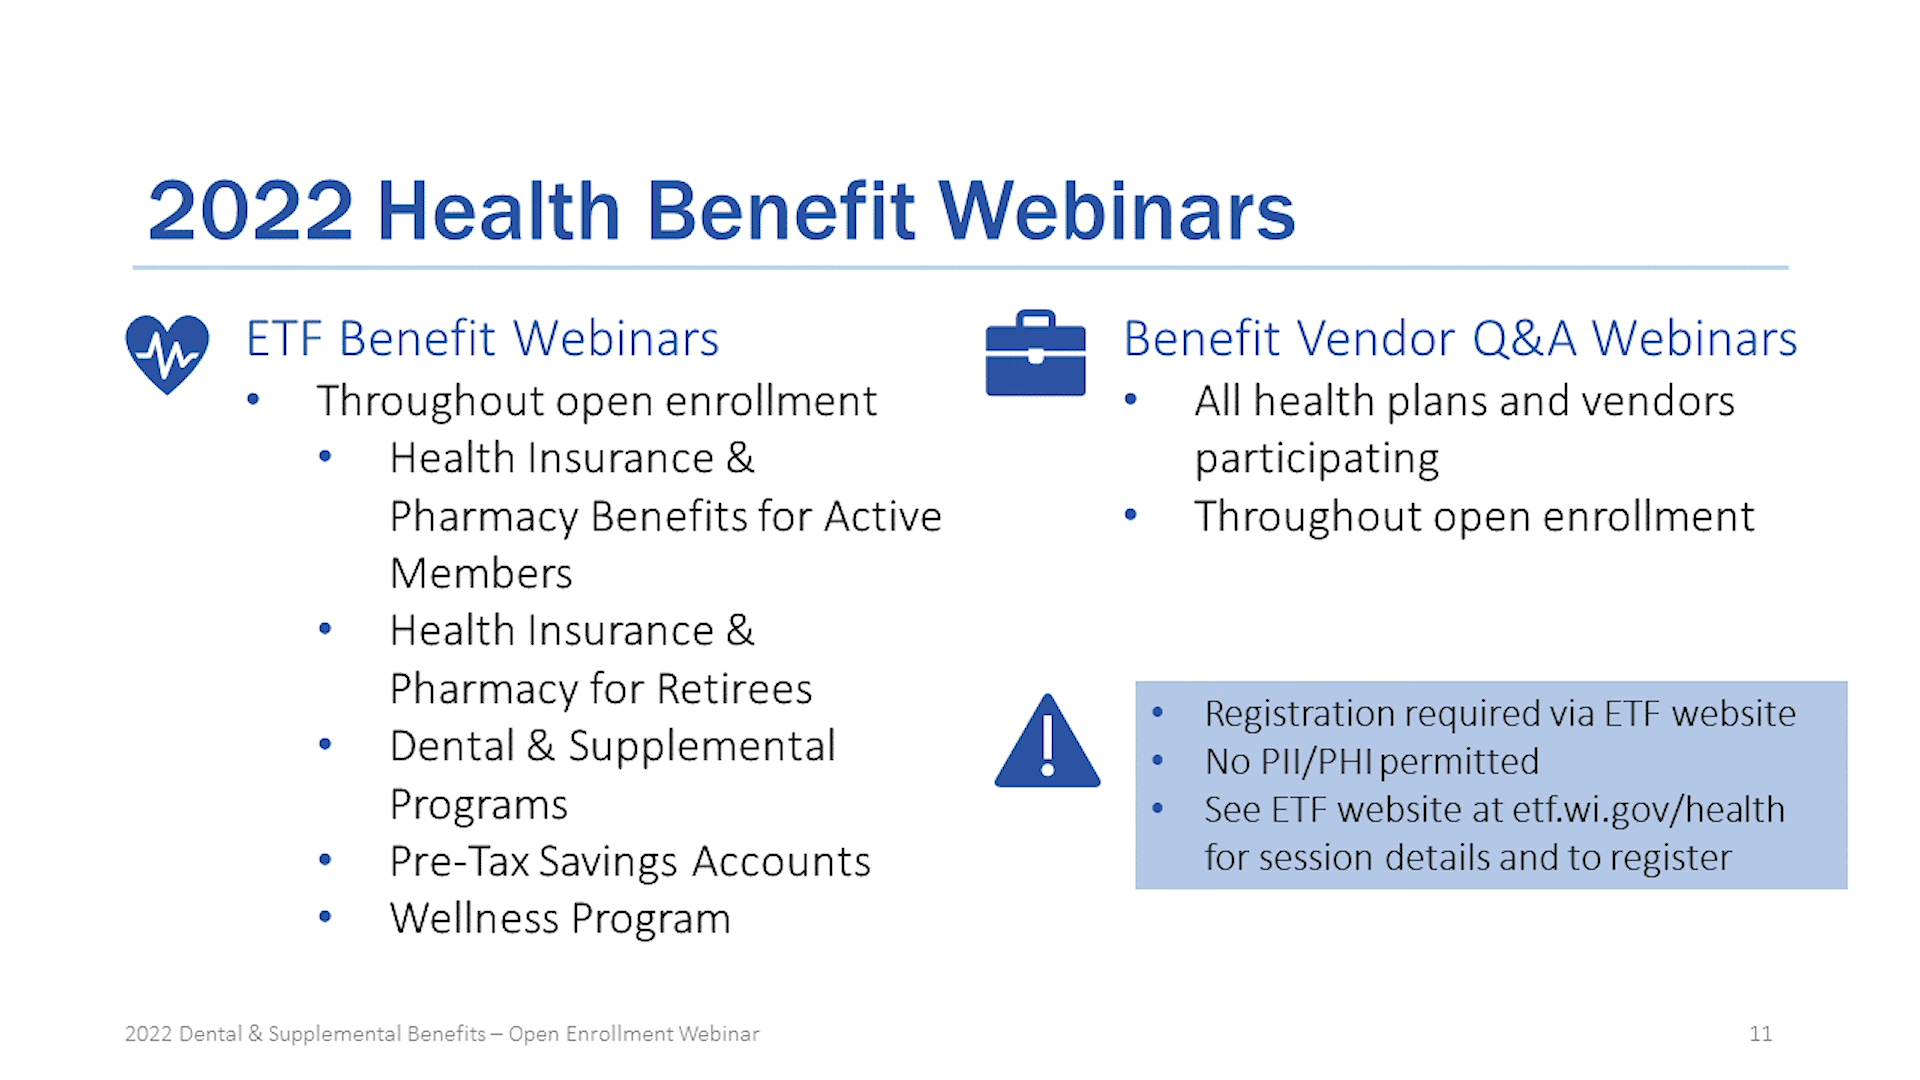 2022 Health Benefit Webinars
ETF Benefit Webinars
• Throughout open enrollment
• Health Insurance &
Pharmacy Benefits for Active
Members
• Health Insurance &
Pharmacy for Retirees
• Dental & Supplemental
Programs
• Pre-Tax Savings Accounts
• Wellness Program
Benefit Vendor Q&A Webinars
• All health plans and vendors
participating
• Throughout open enrollment
• Registration required via ETF website
• No PII/PHI permitted
• See ETF website at etf.wi.gov/health
for session details and to register
2022 Dental & Supplemental Benefits – Open Enrollment Webinar
11